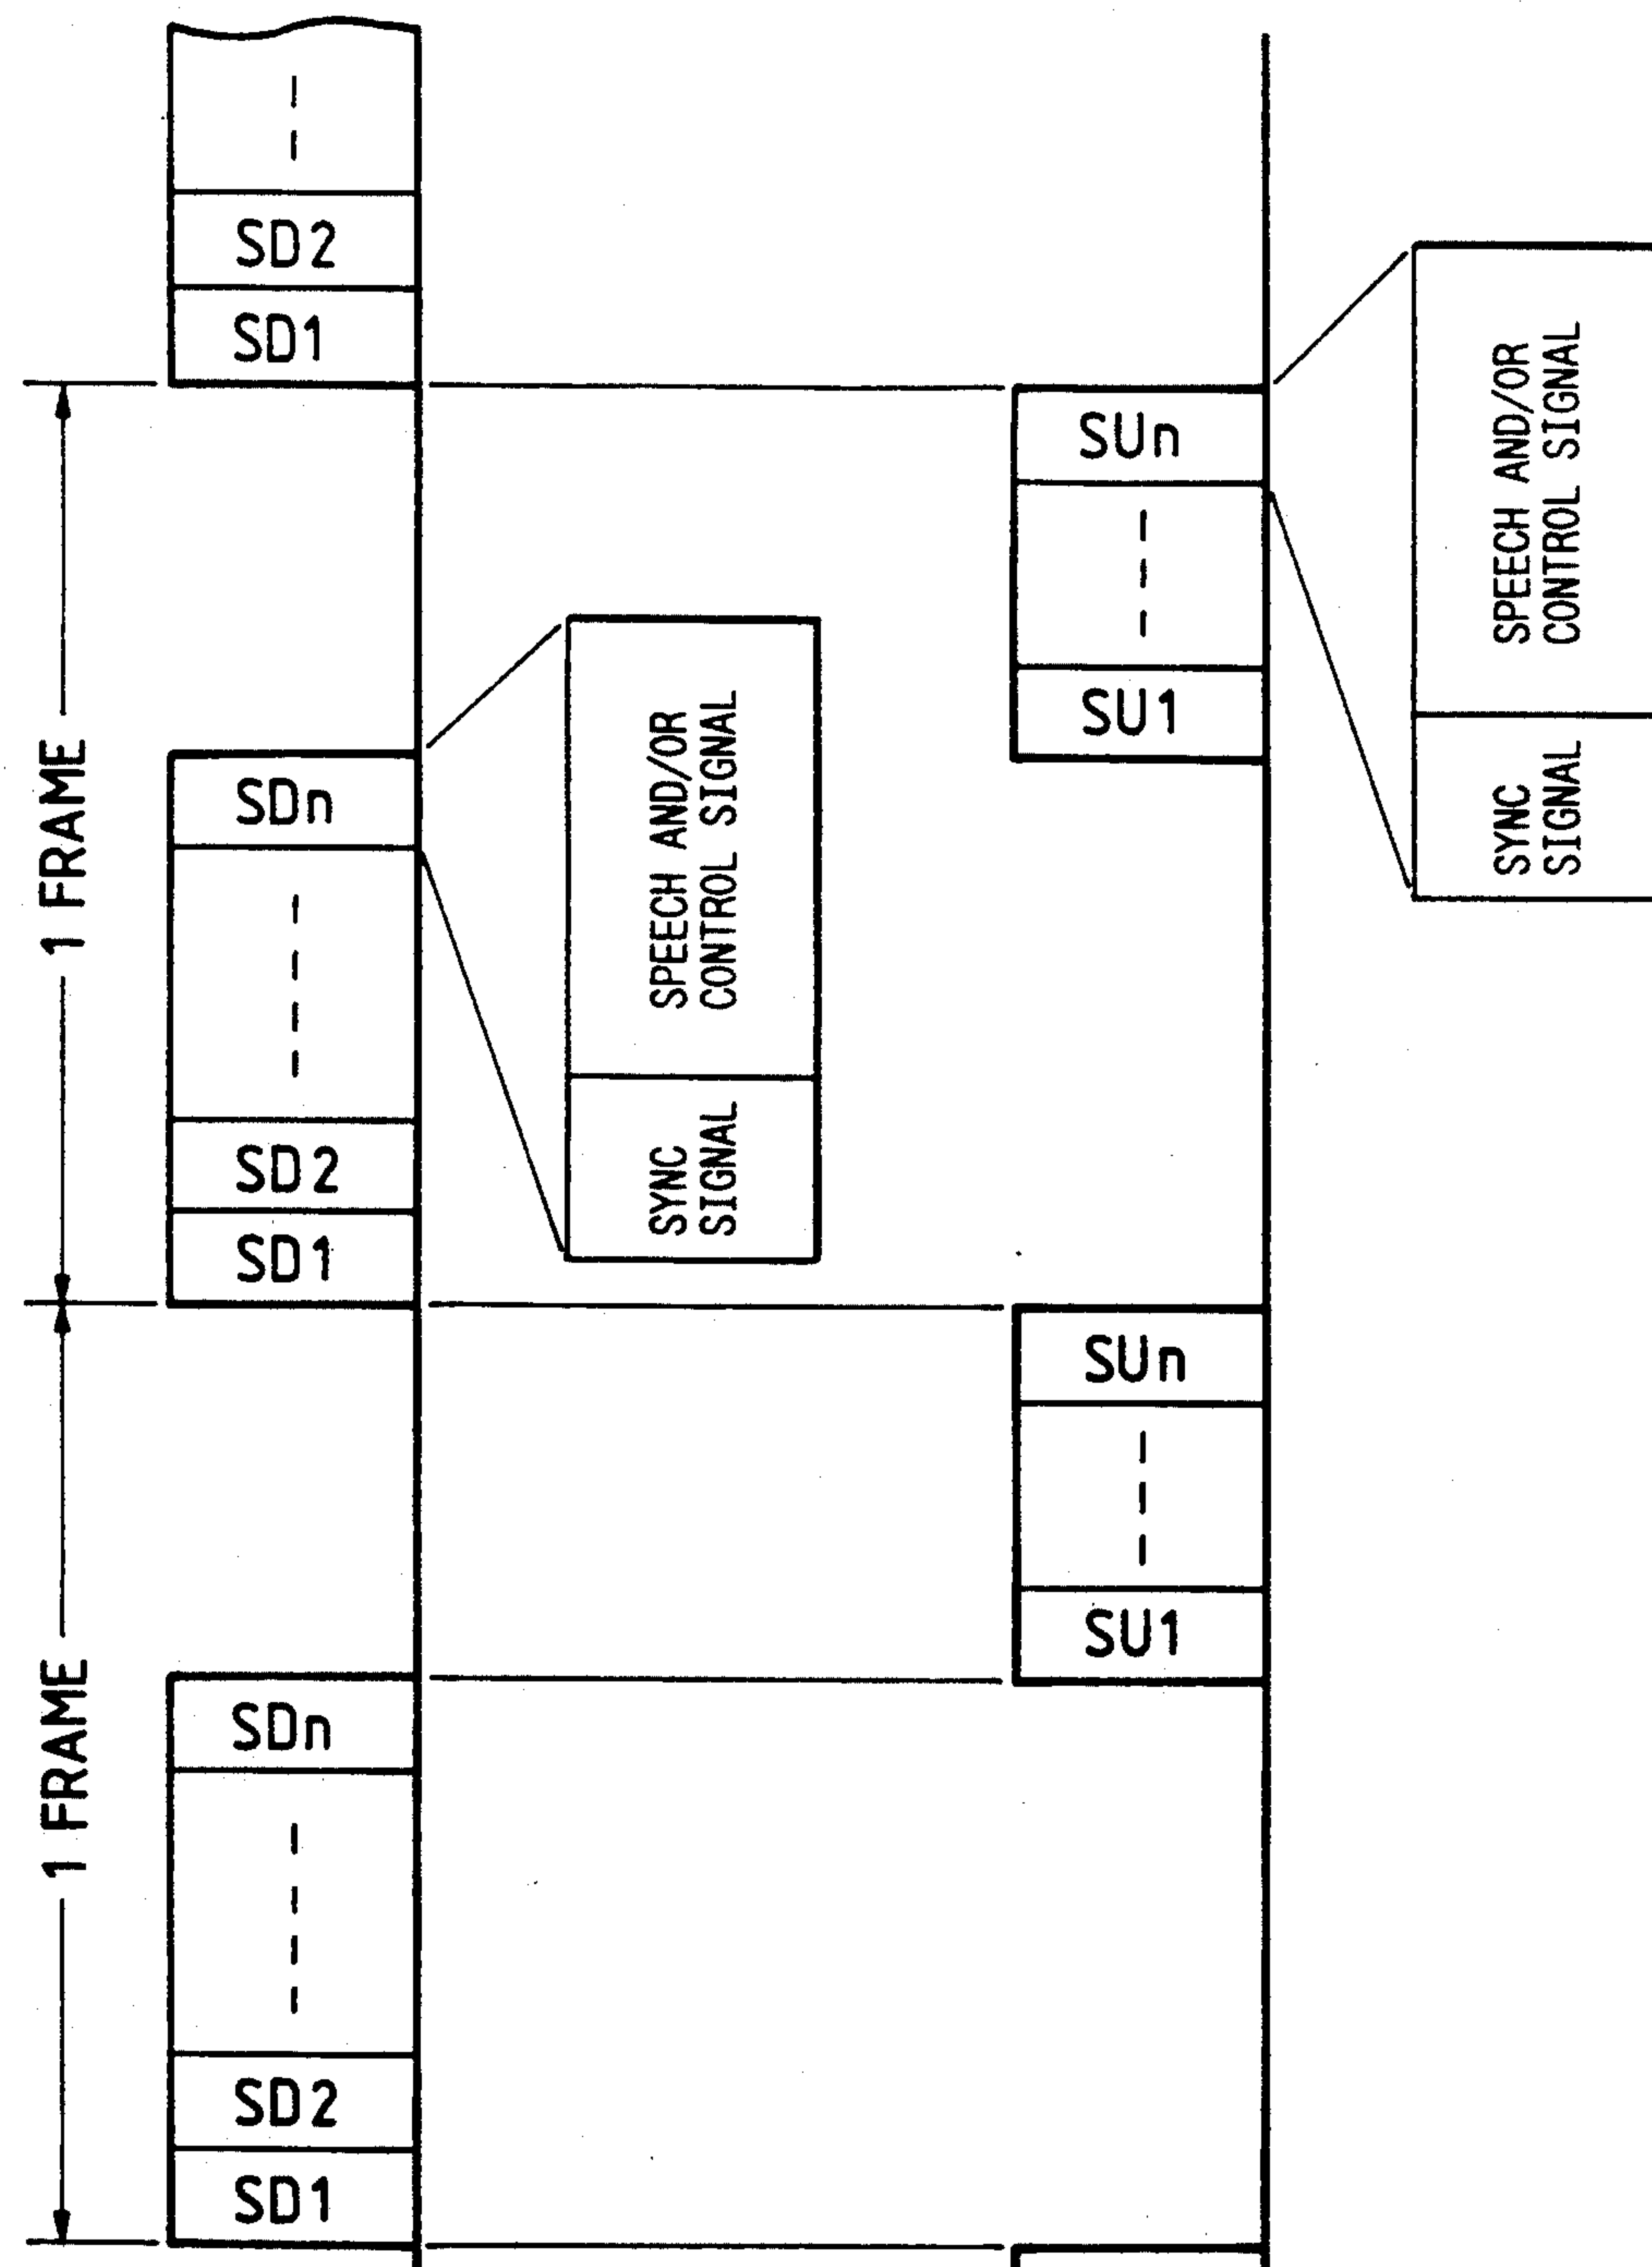 SD2
SD1
1 FRAME
SUn
SU1
SPEECH AND/OR
CONTROL SIGNAL
SYNC
SIGNAL
SDn
SPEECH AND/OR
CONTROL SIGNAL
SYNC
SIGNAL
SD2
SD1
1 FRAME
SUn
SU1
SDn
SD2
SD1